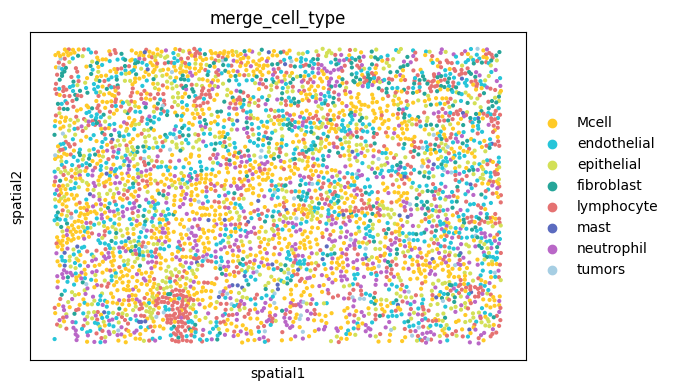 merge_cell_type
spatial2
spatial1
Mcell
endothelial
epithelial
fibroblast
lymphocyte
mast
neutrophil
tumors